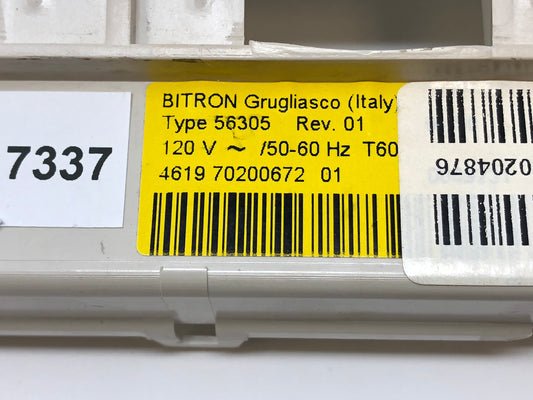 BITRON Grugliasco (Italy)
Type 56305 Rev. 01
120 V ~ /50-60 Hz T60
4619 70200672 01
7337
0204876